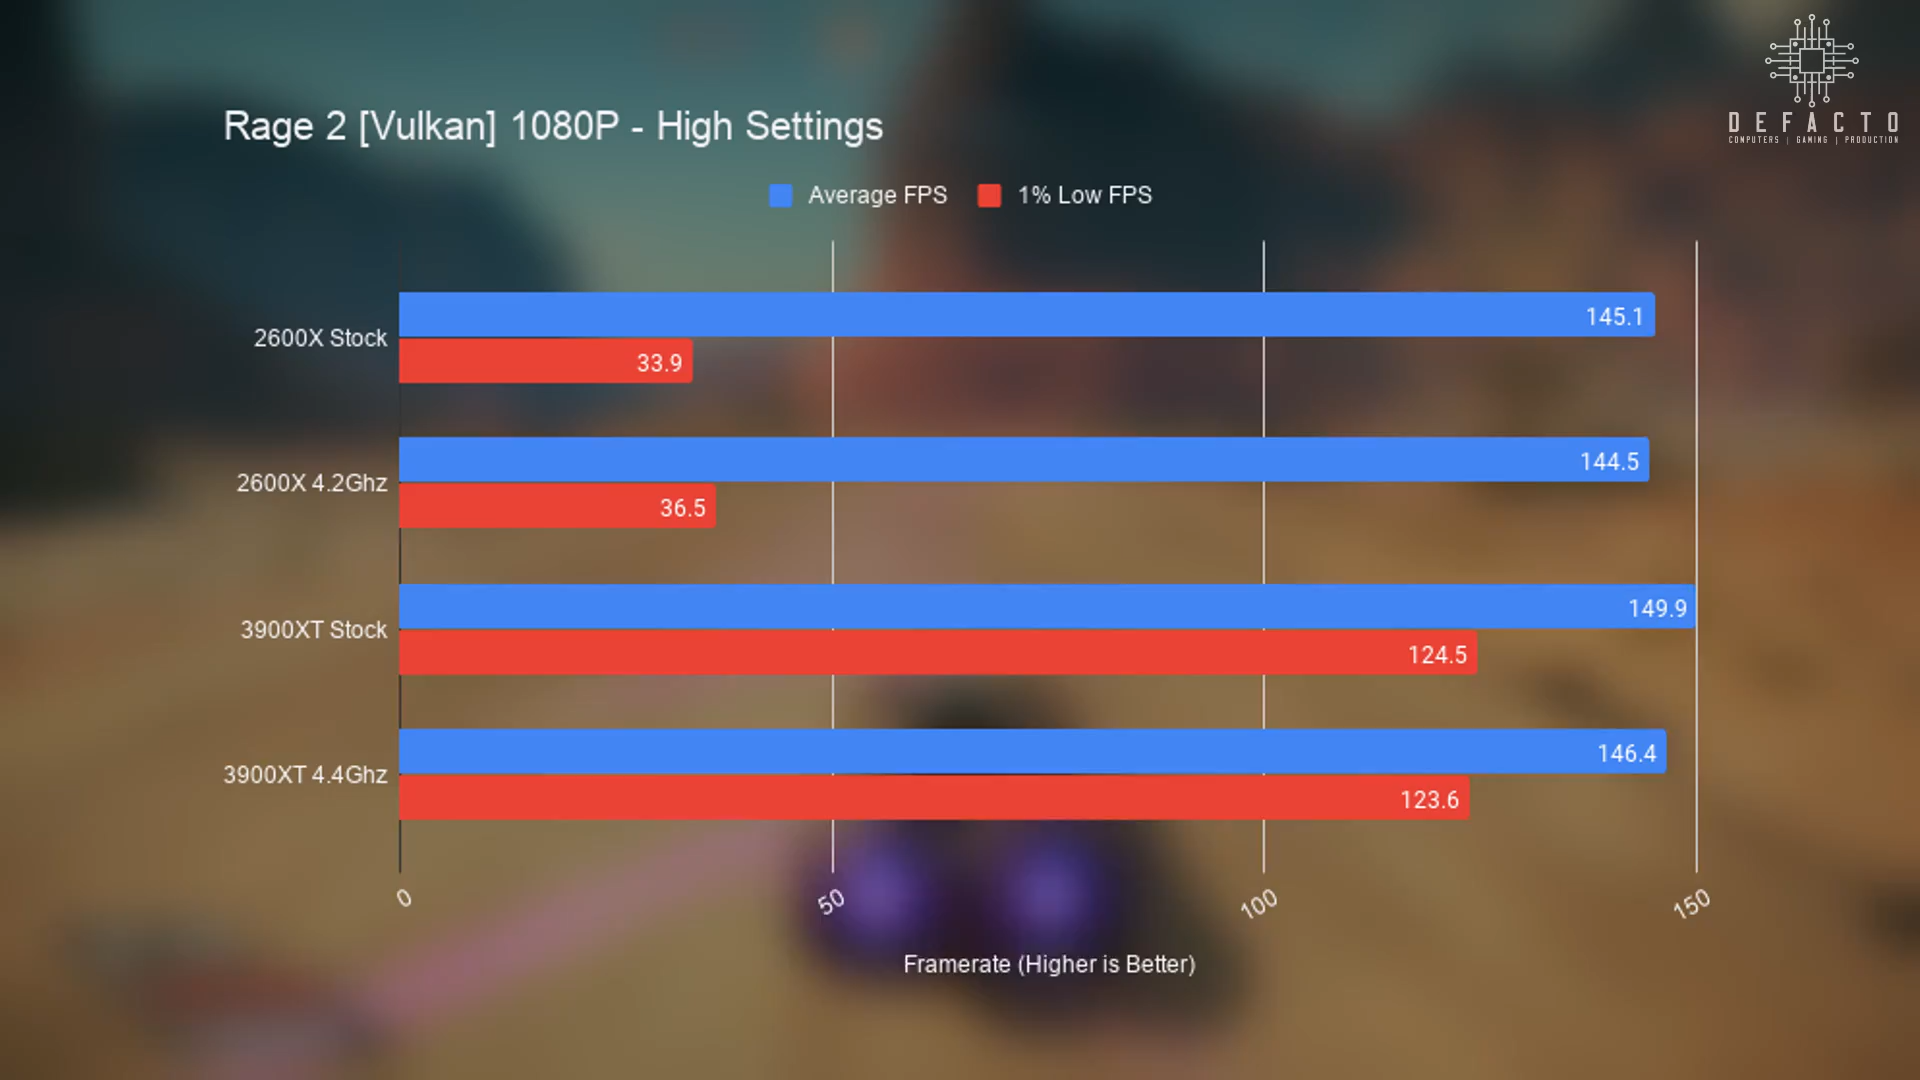 DEFACTO
COMPUTERS | GAMING | PRODUCTION
Rage 2 [Vulkan] 1080P - High Settings
Average FPS 1% Low FPS
2600X Stock 145.1 33.9
2600X 4.2Ghz 144.5 36.5
3900XT Stock 149.9 124.5
3900XT 4.4Ghz 146.4 123.6
0 50 100 150
Framerate (Higher is Better)